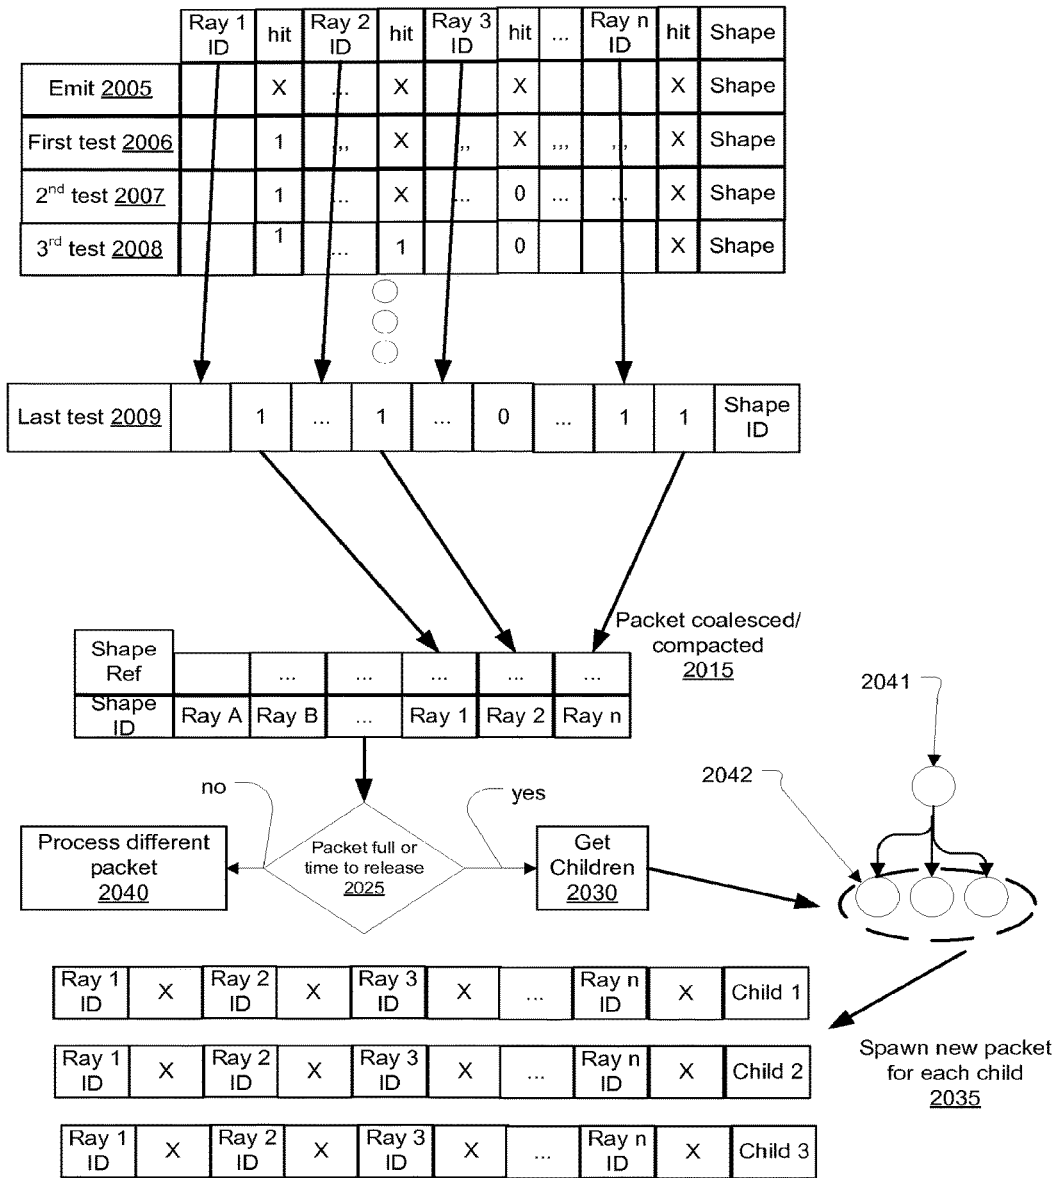 Ray 1 ID hit Ray 2 ID hit Ray 3 ID hit ... Ray n ID hit Shape
Emit 2005 X ... X X X Shape
First test 2006 1 ,,, X ,, X ,,, ,,, X Shape
2nd test 2007 1 ... X ... 0 ... ... X Shape
3rd test 2008 1 ... 1 0 X Shape
Last test 2009 1 ... 1 ... 0 ... 1 1 Shape ID
Packet coalesced/
compacted
2015
Shape Ref ... ... ... ... ...
Shape ID Ray A Ray B ... Ray 1 Ray 2 Ray n
2041
2042
no
yes
Process different
packet
2040
Packet full or
time to release
2025
Get
Children
2030
Ray 1 ID X Ray 2 ID X Ray 3 ID X ... Ray n ID X Child 1
Ray 1 ID X Ray 2 ID X Ray 3 ID X ... Ray n ID X Child 2
Ray 1 ID X Ray 2 ID X Ray 3 ID X ... Ray n ID X Child 3
Spawn new packet
for each child
2035